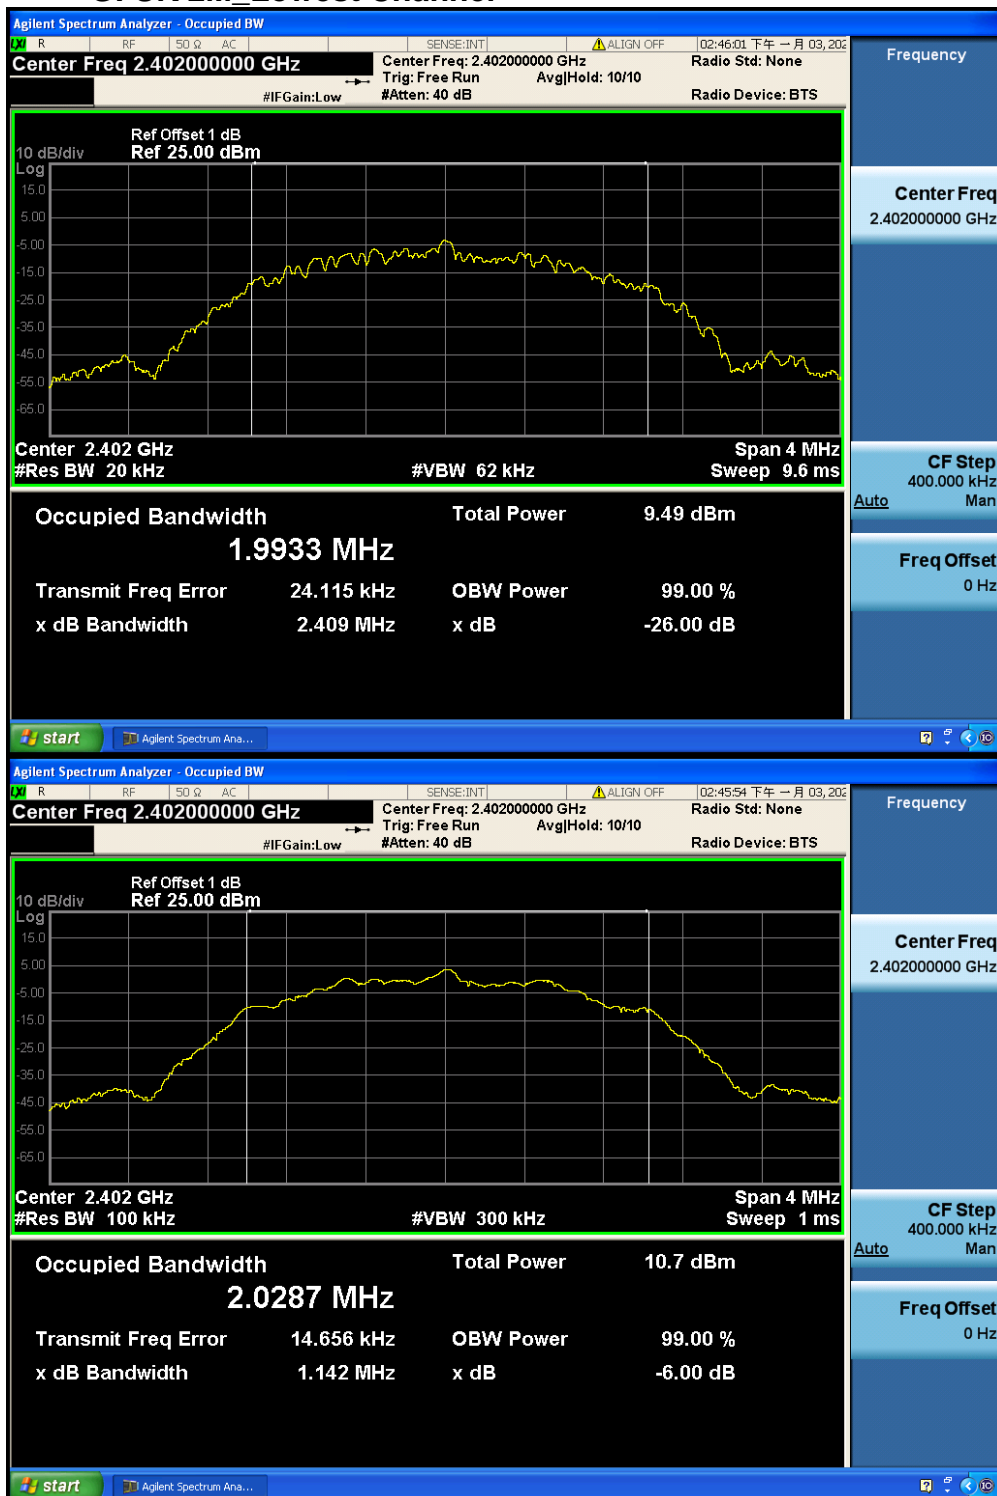 Agilent Spectrum Analyzer - Occupied BW
LXI R RF 50 Ω AC SENSE:INT ALIGN OFF 02:46:01 下午 一月 03, 202
Center Freq 2.402000000 GHz
Center Freq: 2.402000000 GHz
Radio Std: None
Trig: Free Run Avg|Hold: 10/10
#IFGain:Low #Atten: 40 dB Radio Device: BTS
Frequency
Ref Offset 1 dB
10 dB/div Ref 25.00 dBm
Log
15.0
5.00
-5.00
-15.0
-25.0
-35.0
-45.0
-55.0
-65.0
Center 2.402 GHz Span 4 MHz
#Res BW 20 kHz #VBW 62 kHz Sweep 9.6 ms
Occupied Bandwidth Total Power 9.49 dBm
1.9933 MHz
Transmit Freq Error 24.115 kHz OBW Power 99.00 %
x dB Bandwidth 2.409 MHz x dB -26.00 dB
Center Freq
2.402000000 GHz
CF Step
400.000 kHz
Auto Man
Freq Offset
0 Hz
start Agilent Spectrum Ana...
Agilent Spectrum Analyzer - Occupied BW
LXI R RF 50 Ω AC SENSE:INT ALIGN OFF 02:45:54 下午 一月 03, 202
Center Freq 2.402000000 GHz
Center Freq: 2.402000000 GHz
Radio Std: None
Trig: Free Run Avg|Hold: 10/10
#IFGain:Low #Atten: 40 dB Radio Device: BTS
Frequency
Ref Offset 1 dB
10 dB/div Ref 25.00 dBm
Log
15.0
5.00
-5.00
-15.0
-25.0
-35.0
-45.0
-55.0
-65.0
Center 2.402 GHz Span 4 MHz
#Res BW 100 kHz #VBW 300 kHz Sweep 1 ms
Occupied Bandwidth Total Power 10.7 dBm
2.0287 MHz
Transmit Freq Error 14.656 kHz OBW Power 99.00 %
x dB Bandwidth 1.142 MHz x dB -6.00 dB
Center Freq
2.402000000 GHz
CF Step
400.000 kHz
Auto Man
Freq Offset
0 Hz
start Agilent Spectrum Ana...